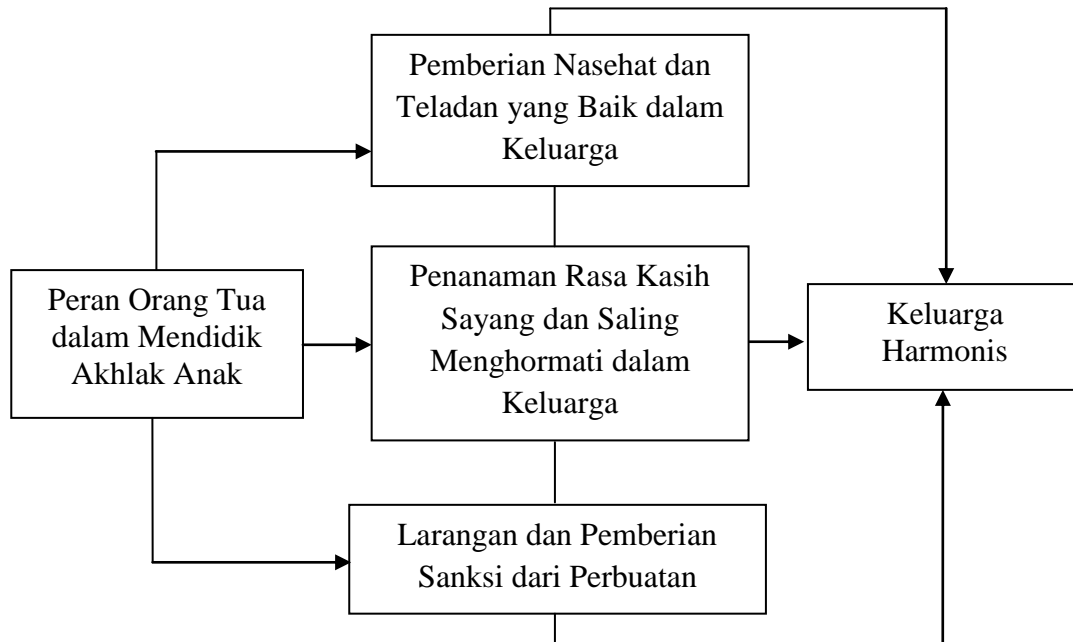 Pemberian Nasehat dan
Teladan yang Baik dalam
Keluarga
Peran Orang Tua
dalam Mendidik
Akhlak Anak
Penanaman Rasa Kasih
Sayang dan Saling
Menghormati dalam
Keluarga
Keluarga
Harmonis
Larangan dan Pemberian
Sanksi dari Perbuatan